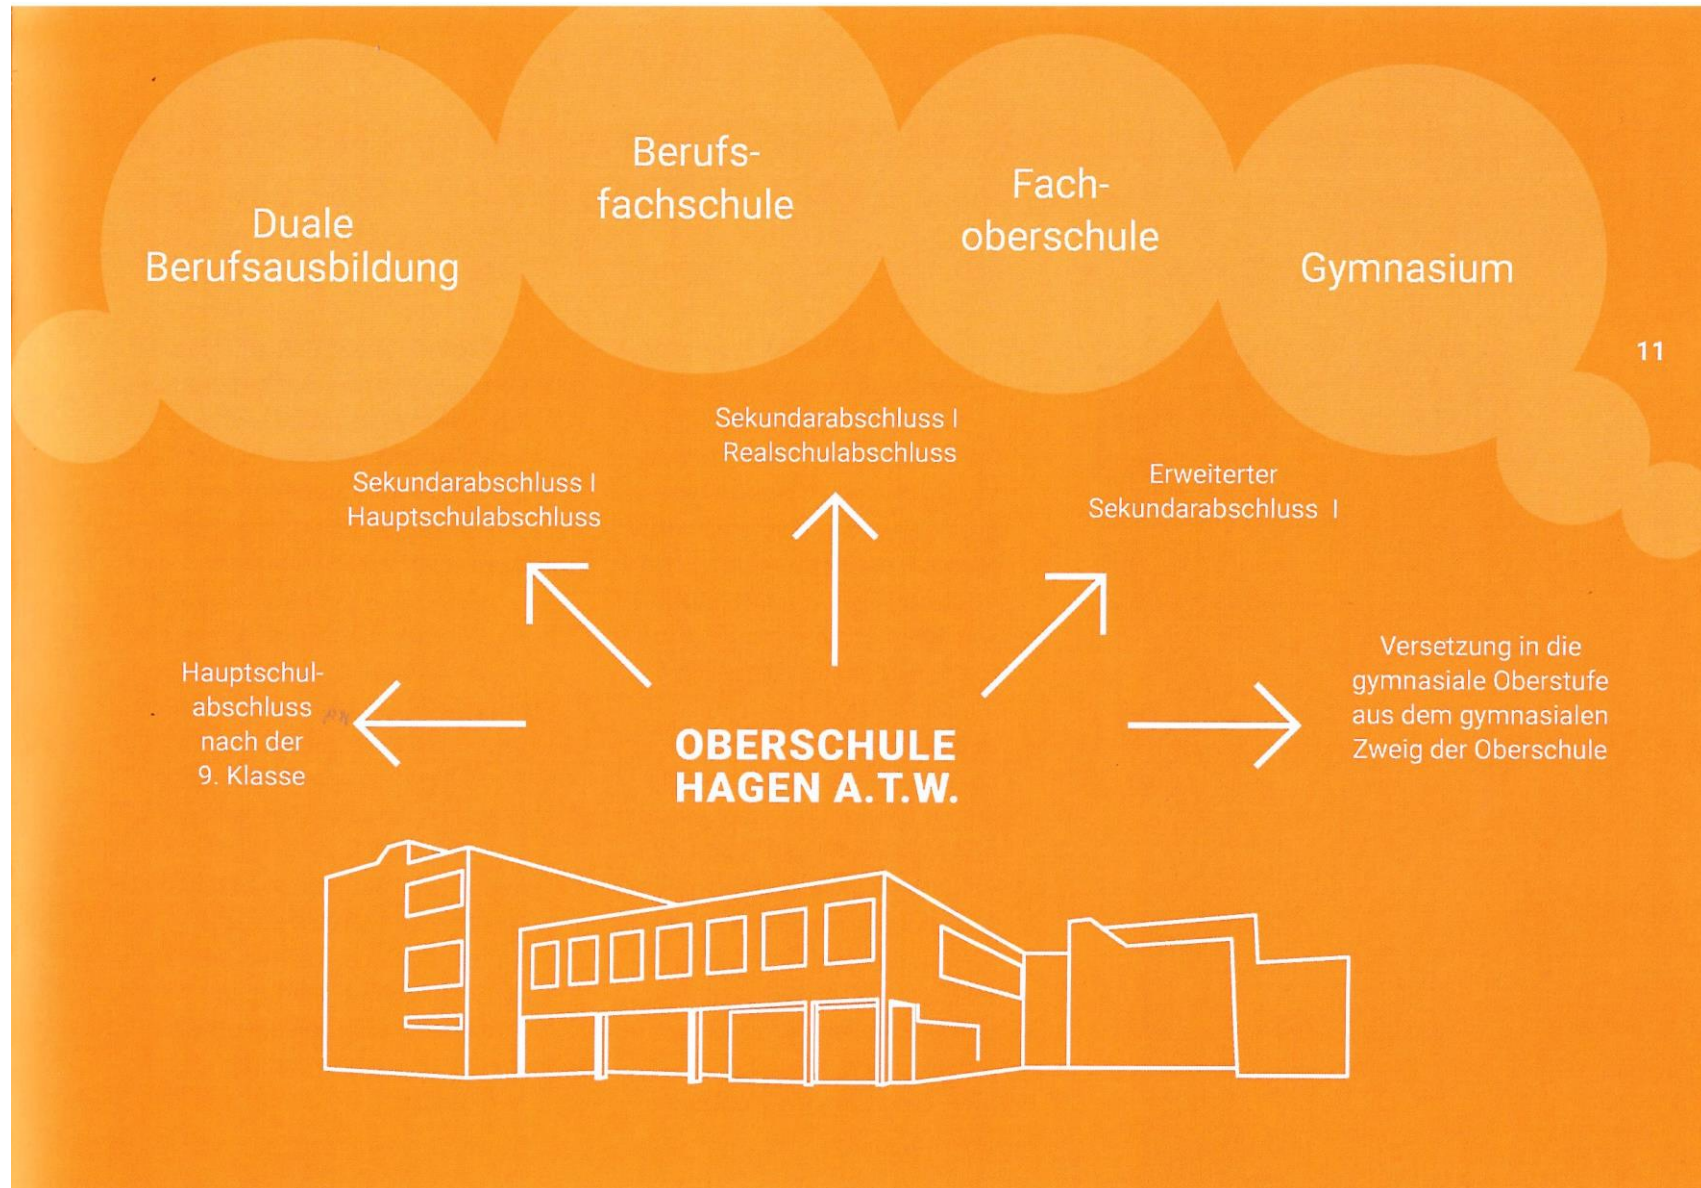 Duale
Berufsausbildung
Berufs-
fachschule
Fach-
oberschule
Gymnasium
11
Sekundarabschluss I
Realschulabschluss
Sekundarabschluss I
Hauptschulabschluss
Erweiterter
Sekundarabschluss I
Hauptschul-
abschluss
nach der
9. Klasse
Versetzung in die
gymnasiale Oberstufe
aus dem gymnasialen
Zweig der Oberschule
OBERSCHULE
HAGEN A.T.W.